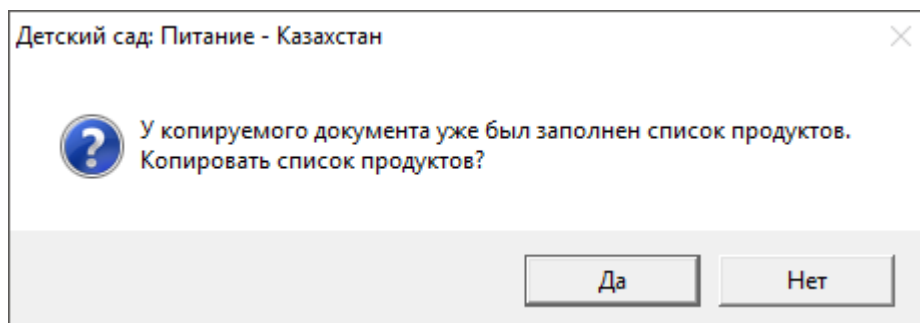 Детский сад: Питание - Казахстан
У копируемого документа уже был заполнен список продуктов.
Копировать список продуктов?
Да
Нет